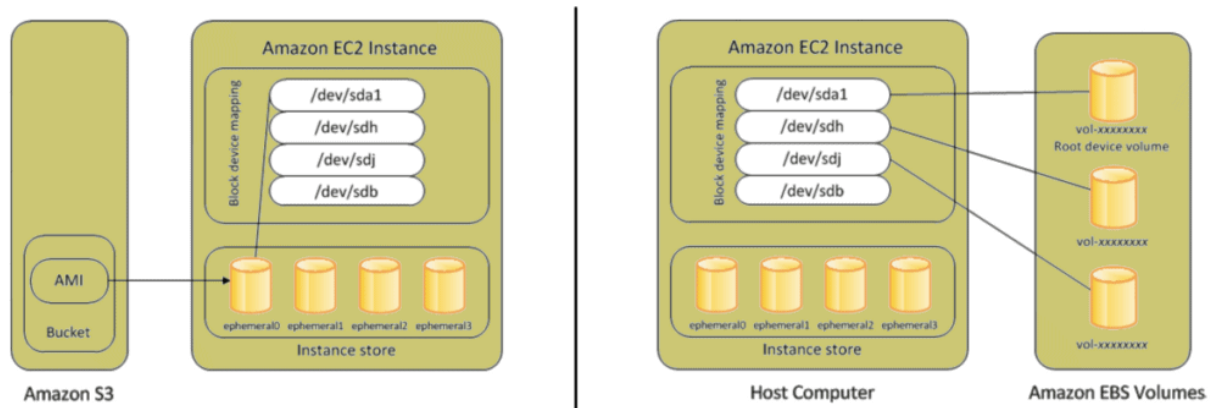 Amazon EC2 Instance
Block device mapping
/dev/sda1
/dev/sdh
/dev/sdj
/dev/sdb
AMI
Bucket
ephemeral0 ephemeral1 ephemeral2 ephemeral3
Instance store
Amazon S3
Amazon EC2 Instance
Block device mapping
/dev/sda1
/dev/sdh
/dev/sdj
/dev/sdb
ephemeral0 ephemeral1 ephemeral2 ephemeral3
Instance store
Host Computer
vol-xxxxxxxx
Root device volume
vol-xxxxxxxx
vol-xxxxxxxx
Amazon EBS Volumes